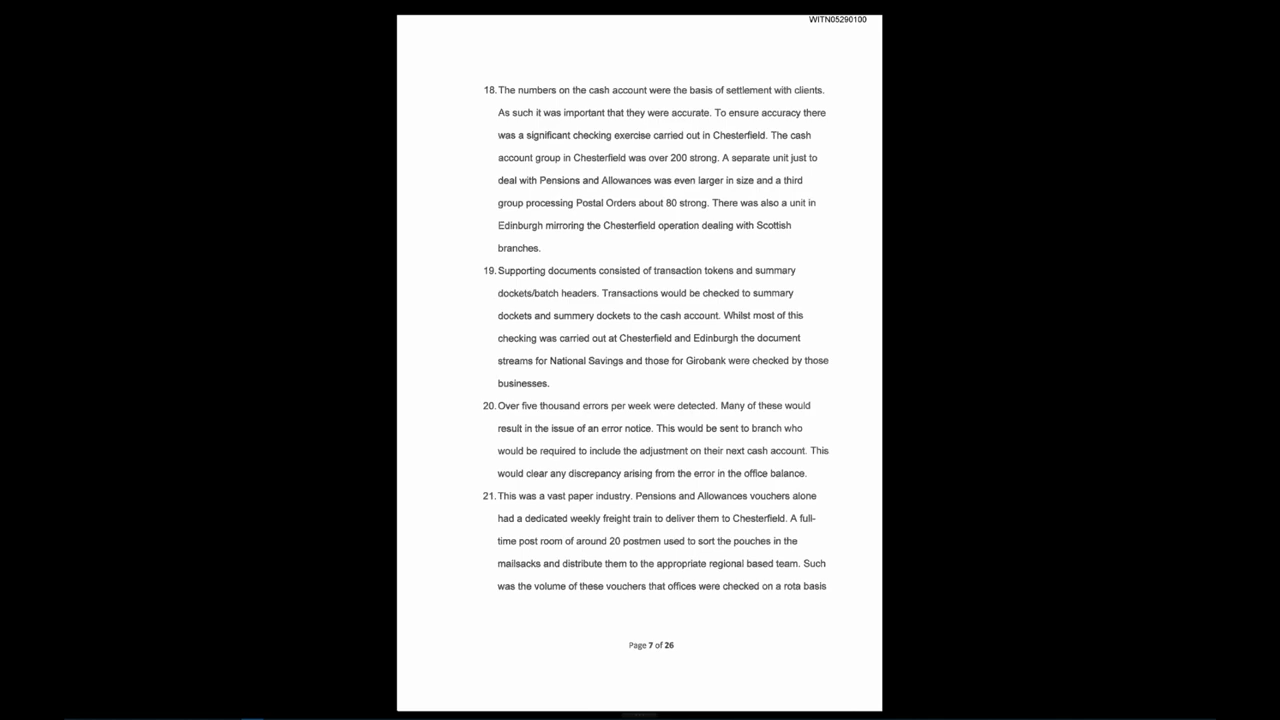 WITN05290100
18. The numbers on the cash account were the basis of settlement with clients.
As such it was important that they were accurate. To ensure accuracy there
was a significant checking exercise carried out in Chesterfield. The cash
account group in Chesterfield was over 200 strong. A separate unit just to
deal with Pensions and Allowances was even larger in size and a third
group processing Postal Orders about 80 strong. There was also a unit in
Edinburgh mirroring the Chesterfield operation dealing with Scottish
branches.
19. Supporting documents consisted of transaction tokens and summary
dockets/batch headers. Transactions would be checked to summary
dockets and summery dockets to the cash account. Whilst most of this
checking was carried out at Chesterfield and Edinburgh the document
streams for National Savings and those for Girobank were checked by those
businesses.
20. Over five thousand errors per week were detected. Many of these would
result in the issue of an error notice. This would be sent to branch who
would be required to include the adjustment on their next cash account. This
would clear any discrepancy arising from the error in the office balance.
21. This was a vast paper industry. Pensions and Allowances vouchers alone
had a dedicated weekly freight train to deliver them to Chesterfield. A full-
time post room of around 20 postmen used to sort the pouches in the
mailsacks and distribute them to the appropriate regional based team. Such
was the volume of these vouchers that offices were checked on a rota basis
Page 7 of 26